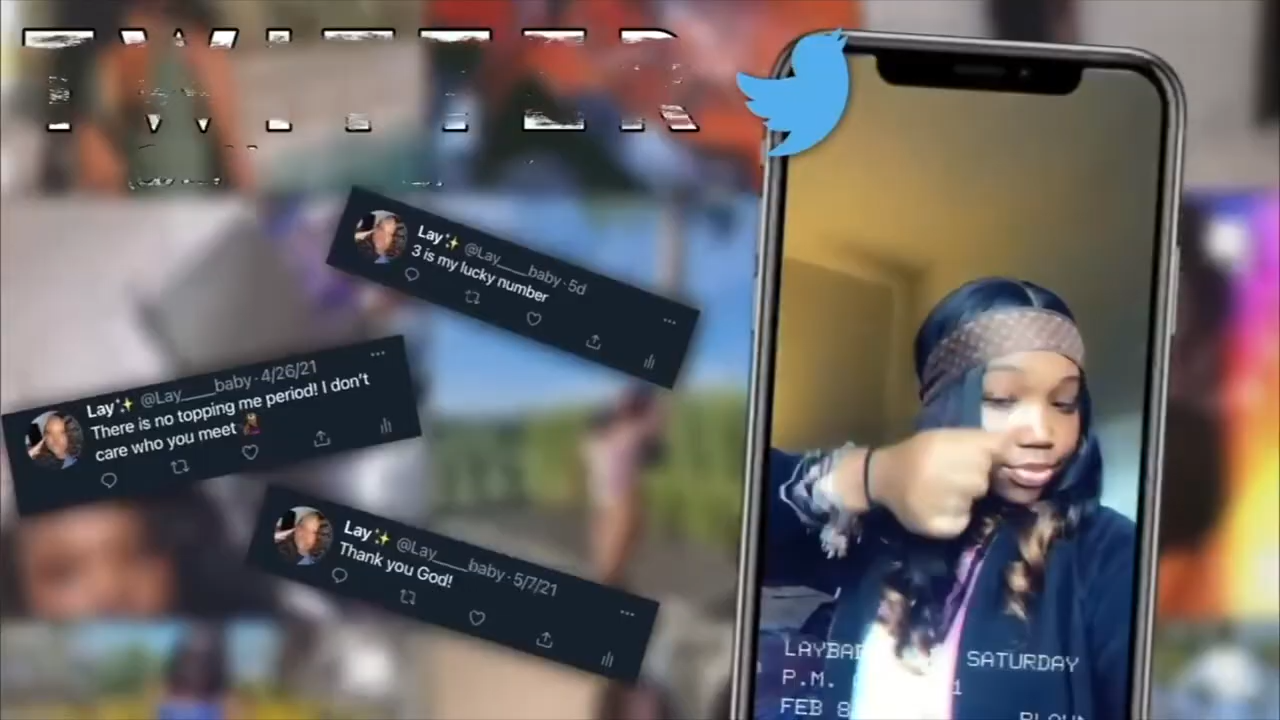 TWITTER
Lay✨ @Lay____baby · 5d
3 is my lucky number
Lay✨ @Lay____baby · 4/26/21
There is no topping me period! I don't
care who you meet
Lay✨ @Lay____baby · 5/7/21
Thank you God!
SATURDAY
P.M.
FEB 8